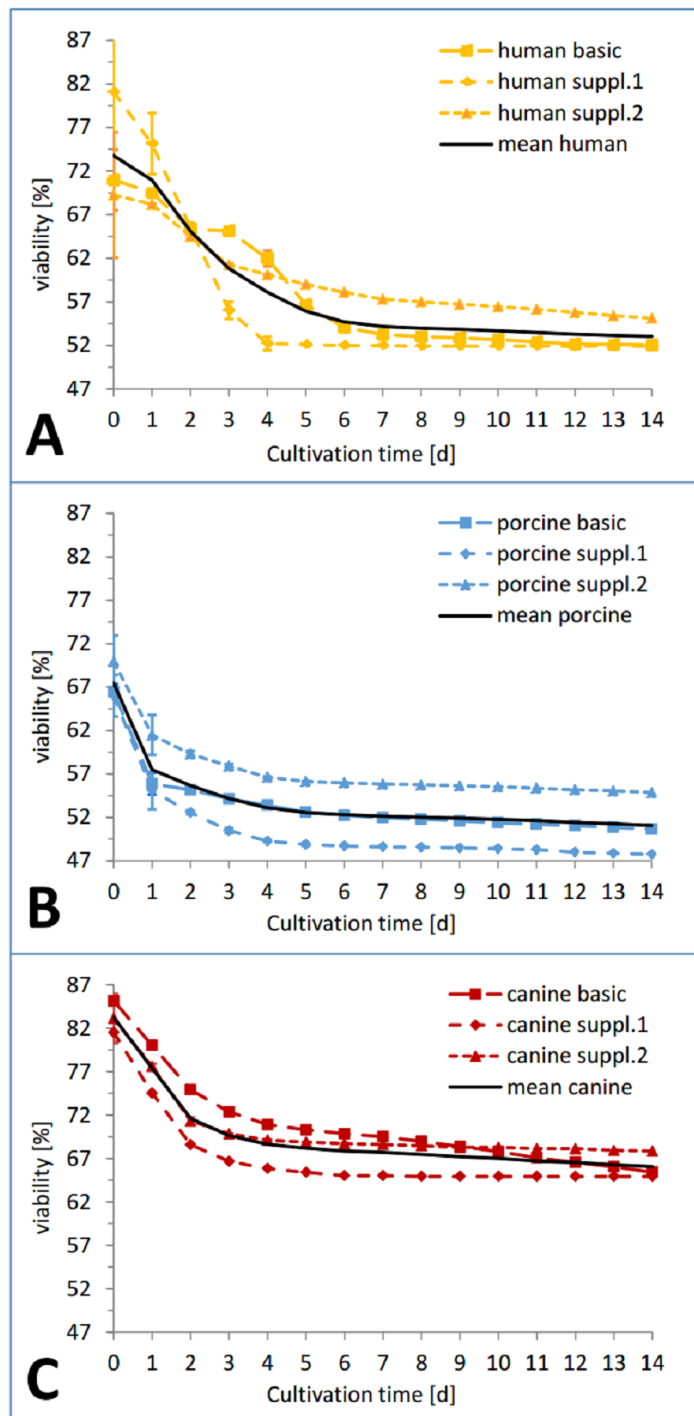 87
82
77
72
67
62
57
52
47
viability [%]
human basic
human suppl.1
human suppl.2
mean human
0 1 2 3 4 5 6 7 8 9 10 11 12 13 14
Cultivation time [d]
A
87
82
77
72
67
62
57
52
47
viability [%]
porcine basic
porcine suppl.1
porcine suppl.2
mean porcine
0 1 2 3 4 5 6 7 8 9 10 11 12 13 14
Cultivation time [d]
B
87
82
77
72
67
62
57
52
47
viability [%]
canine basic
canine suppl.1
canine suppl.2
mean canine
0 1 2 3 4 5 6 7 8 9 10 11 12 13 14
Cultivation time [d]
C